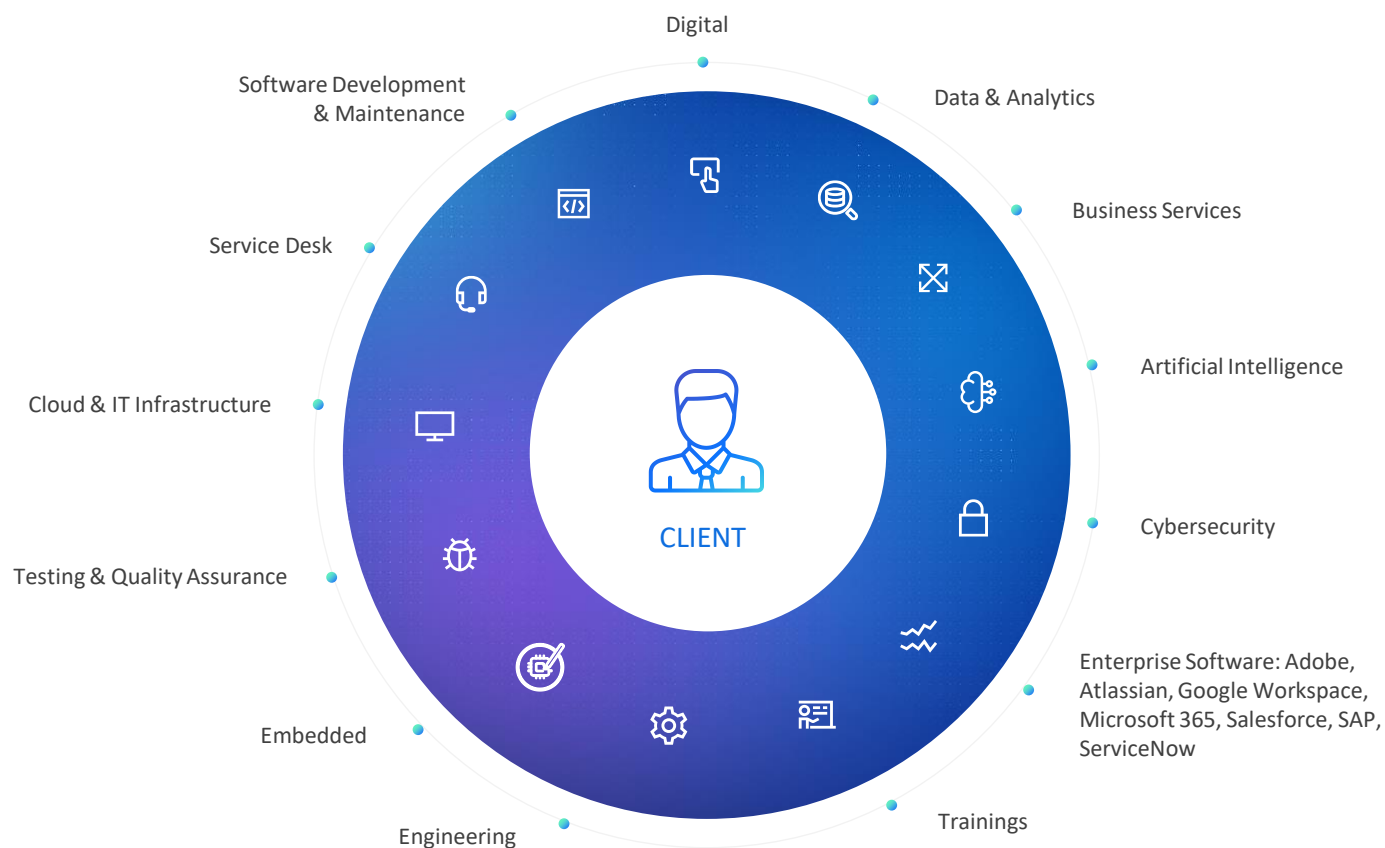 Digital
Software Development
& Maintenance
Data & Analytics
Business Services
Service Desk
Artificial Intelligence
Cloud & IT Infrastructure
CLIENT
Cybersecurity
Testing & Quality Assurance
Enterprise Software: Adobe,
Atlassian, Google Workspace,
Microsoft 365, Salesforce, SAP,
ServiceNow
Embedded
Trainings
Engineering